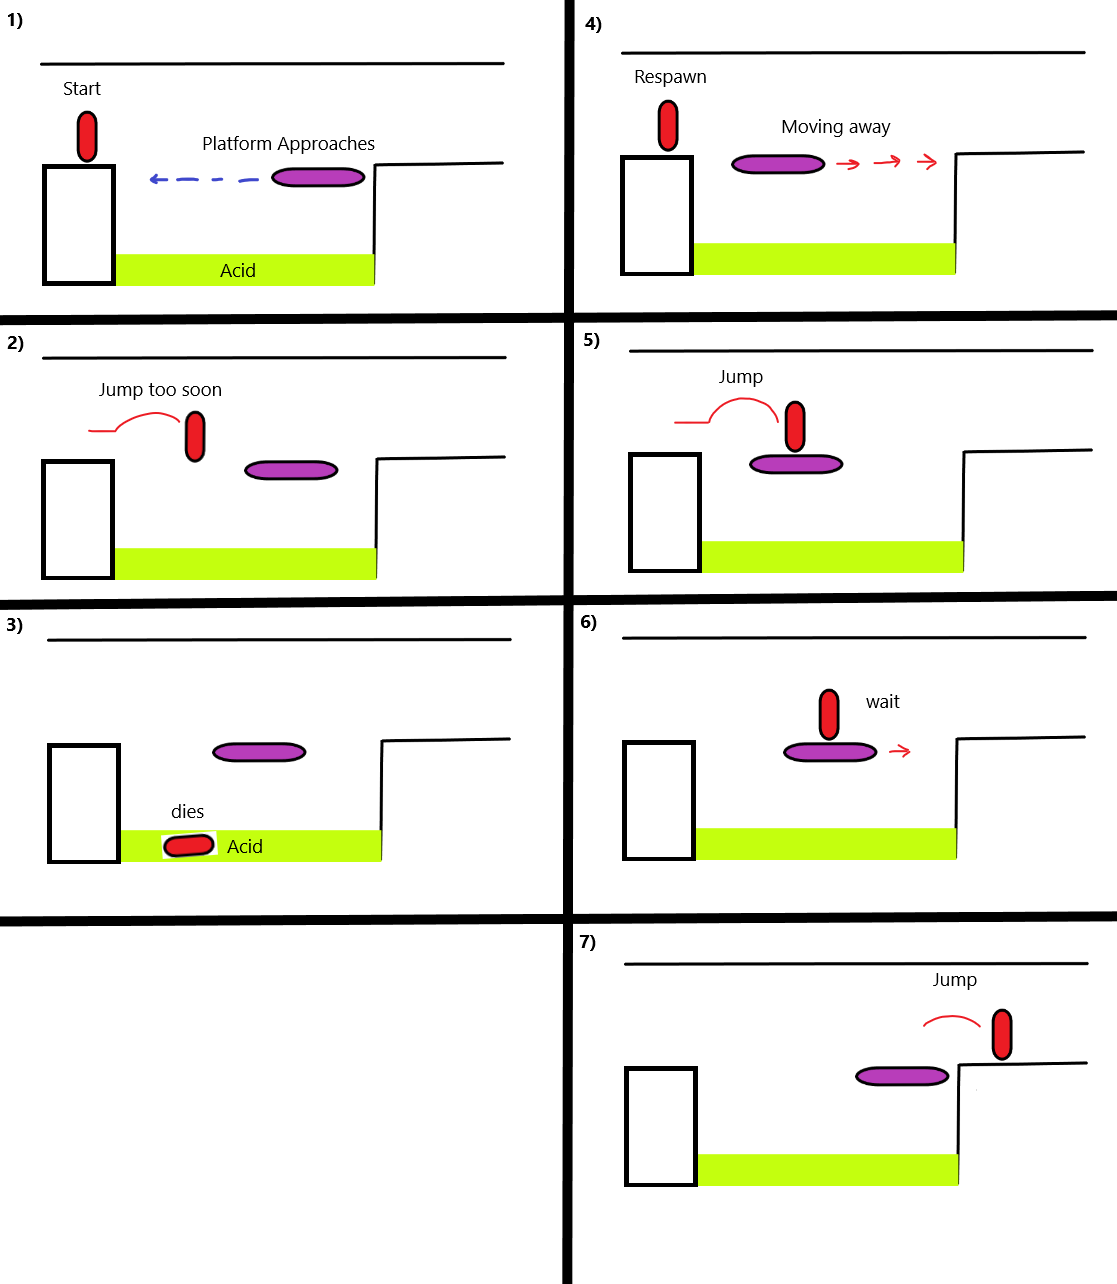 1)
Start
Platform Approaches
Acid
2)
Jump too soon
3)
dies
Acid
4)
Respawn
Moving away
5)
Jump
6)
wait
7)
Jump